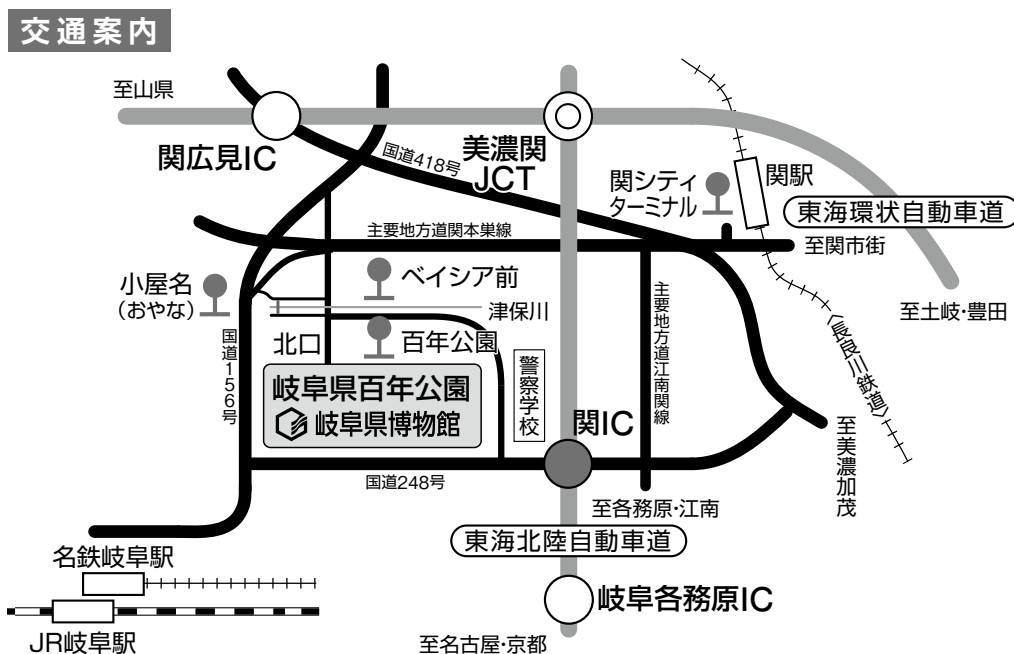 交通案内
至山県
関広見IC
国道418号
美濃関
JCT
関シティ
ターミナル
関駅
東海環状自動車道
主要地方道関本巣線
至関市街
小屋名
(おやな)
ベイシア前
津保川
至土岐・豊田
国道156号
北口
百年公園
警察学校
主要地方道江南関線
〈長良川鉄道〉
岐阜県百年公園
岐阜県博物館
関IC
至美濃加茂
国道248号
至各務原・江南
東海北陸自動車道
名鉄岐阜駅
岐阜各務原IC
JR岐阜駅
至名古屋・京都